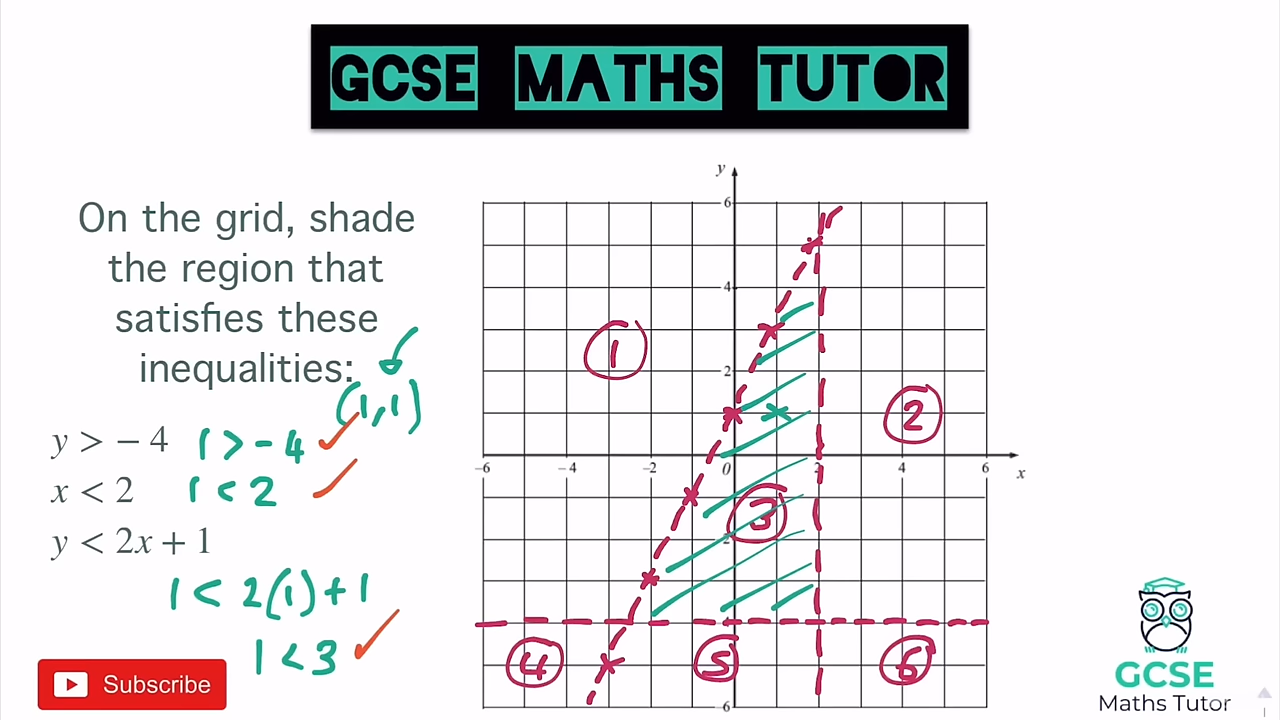 GCSE MATHS TUTOR
On the grid, shade
the region that
satisfies these
inequalities:
(1,1)
y > − 4 1 > - 4 ✓
x < 2 1 < 2 ✓
y < 2x + 1
1 < 2(1) + 1
1 < 3 ✓
Subscribe
y
6
4
2
-6 -4 -2 0 2 4 6 x
2
-6
1
2
3
4
5
6
GCSE
Maths Tutor